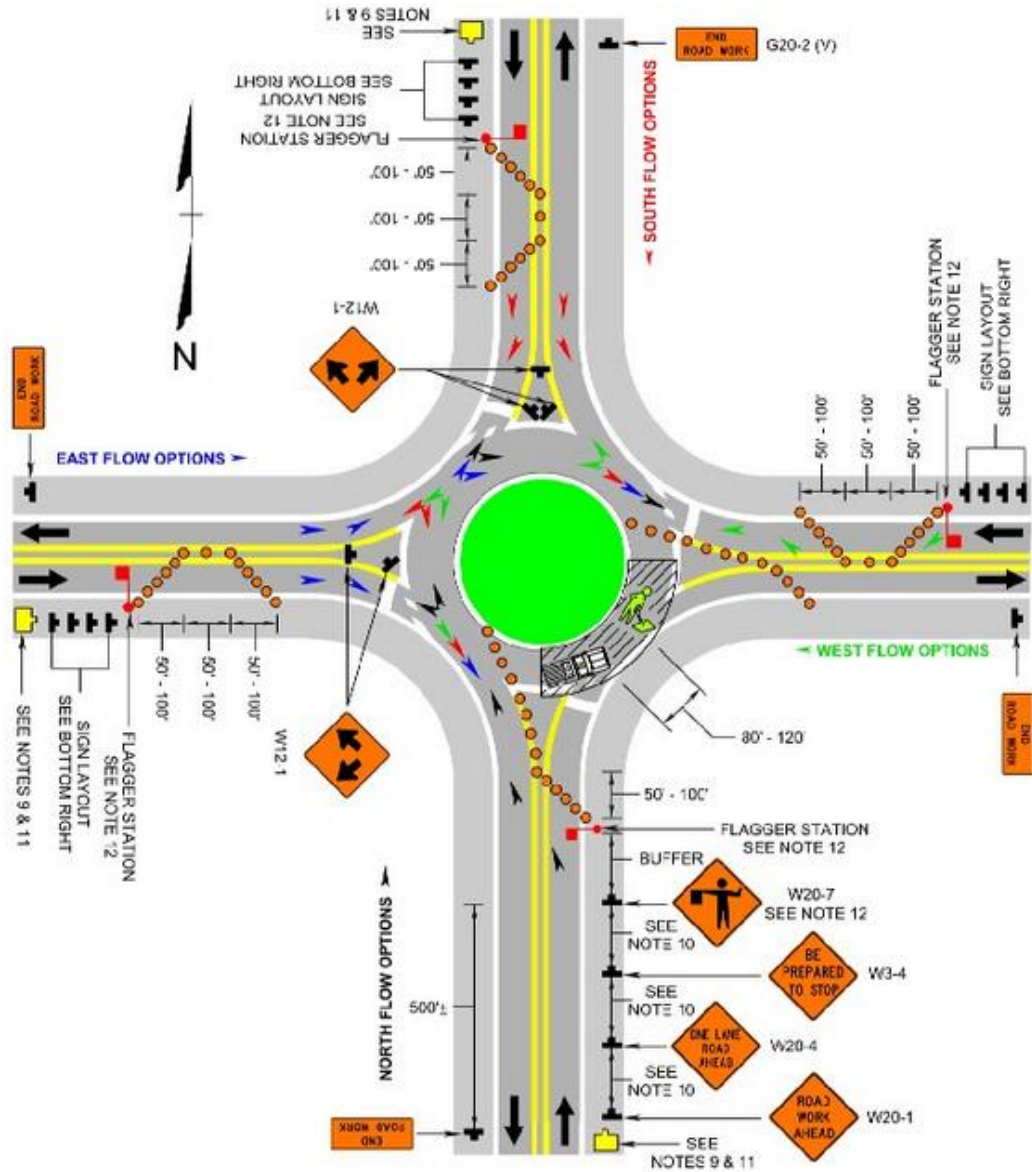 SEE
NOTES 9 & 11
SIGN LAYOUT
SEE BOTTOM RIGHT
FLAGGER STATION
SEE NOTE 12
50' - 100'
50' - 100'
50' - 100'
W12-1
END
ROAD WORK
G20-2 (V)
SOUTH FLOW OPTIONS
N
END
ROAD WORK
EAST FLOW OPTIONS
FLAGGER STATION
SEE NOTE 12
SIGN LAYOUT
SEE BOTTOM RIGHT
50' - 100'
50' - 100'
50' - 100'
WEST FLOW OPTIONS
END
ROAD WORK
SEE NOTES 9 & 11
SIGN LAYOUT
SEE BOTTOM RIGHT
FLAGGER STATION
SEE NOTE 12
50' - 100'
50' - 100'
50' - 100'
W12-1
80' - 120'
50' - 100'
FLAGGER STATION
SEE NOTE 12
BUFFER
W20-7
SEE NOTE 12
SEE
NOTE 10
BE
PREPARED
TO STOP
W3-4
SEE
NOTE 10
ONE LANE
ROAD
AHEAD
W20-4
SEE
NOTE 10
ROAD
WORK
AHEAD
W20-1
SEE
NOTES 9 & 11
NORTH FLOW OPTIONS
500'±
END
ROAD WORK